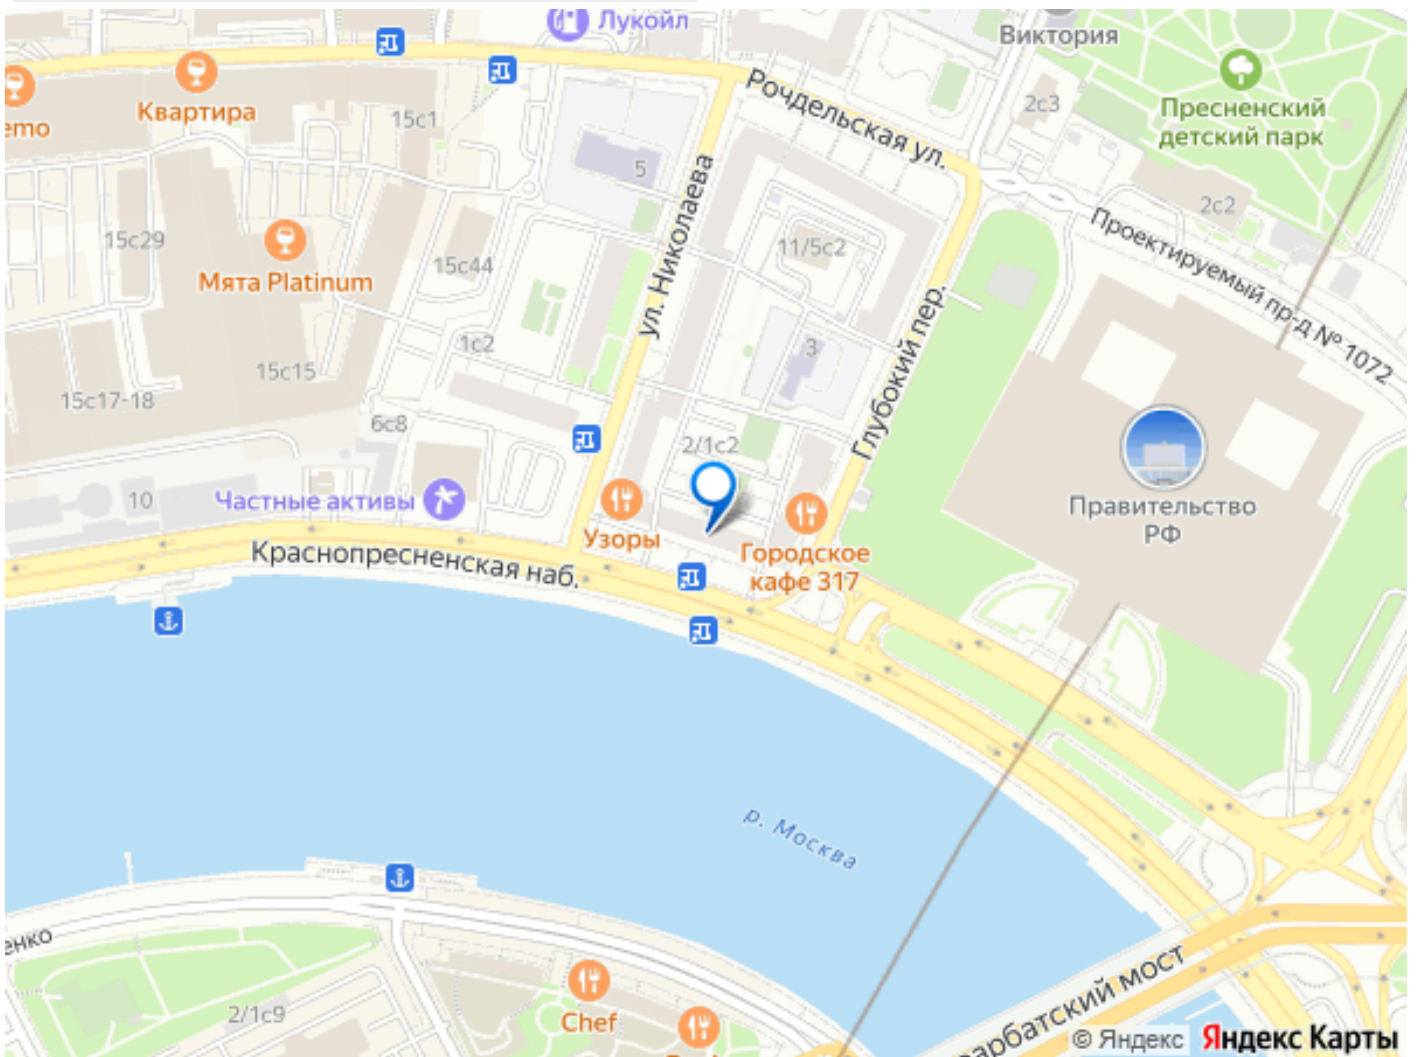 Лукойл
Виктория
Квартира
emo
15с1
Рочдельская ул.
2с3
Пресненский
детский парк
5
2с2
15с29
Мята Platinum
15с44
ул. Николаева
11/5с2
Проектируемый пр-д № 1072
1с2
3
15с15
15с17-18
6с8
Глубокий пер.
2/1с2
10
Частные активы
Узоры
Городское
кафе 317
Правительство
РФ
Краснопресненская наб.
р. Москва
енко
2/1с9
Chef
арбатский мост
© Яндекс
Яндекс Карты